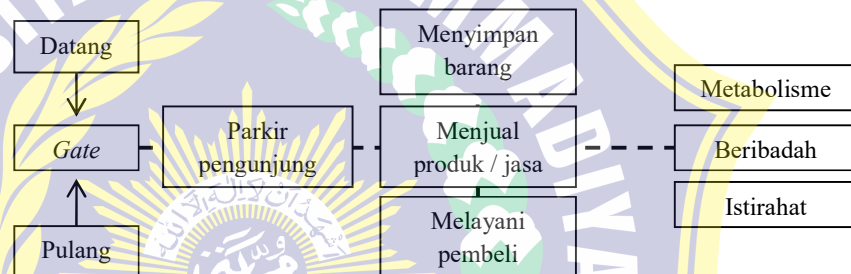 Datang
Gate
Pulang
Parkir
pengunjung
Menyimpan
barang
Menjual
produk / jasa
Melayani
pembeli
Metabolisme
Beribadah
Istirahat